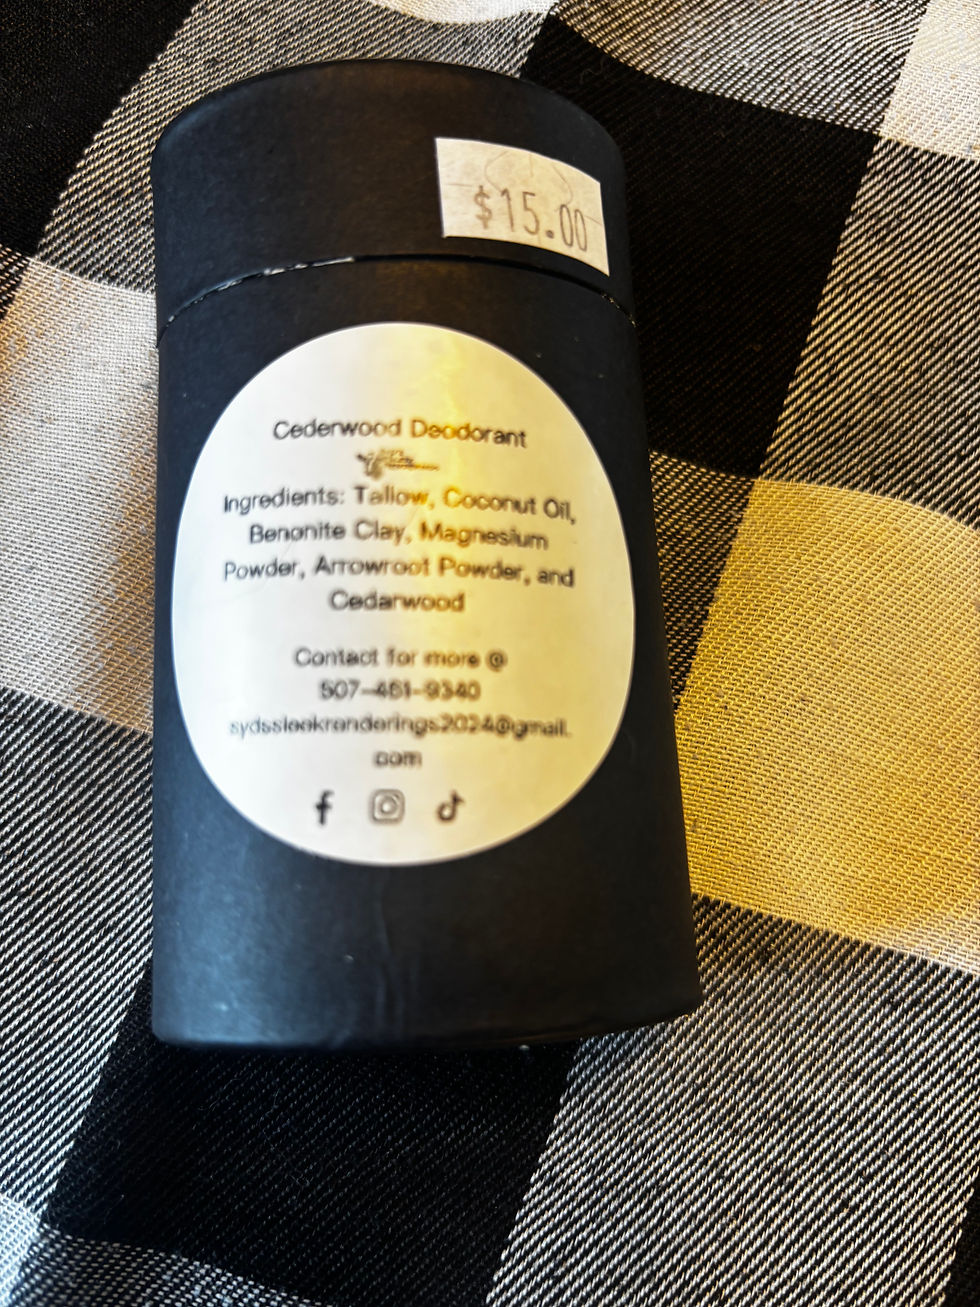 $15.00
Cederwood Deodorant
Ingredients: Tallow, Coconut Oil,
Benonite Clay, Magnesium
Powder, Arrowroot Powder, and
Cedarwood
Contact for more @
507-461-9340
sydssleekrenderings2024@gmail.
com